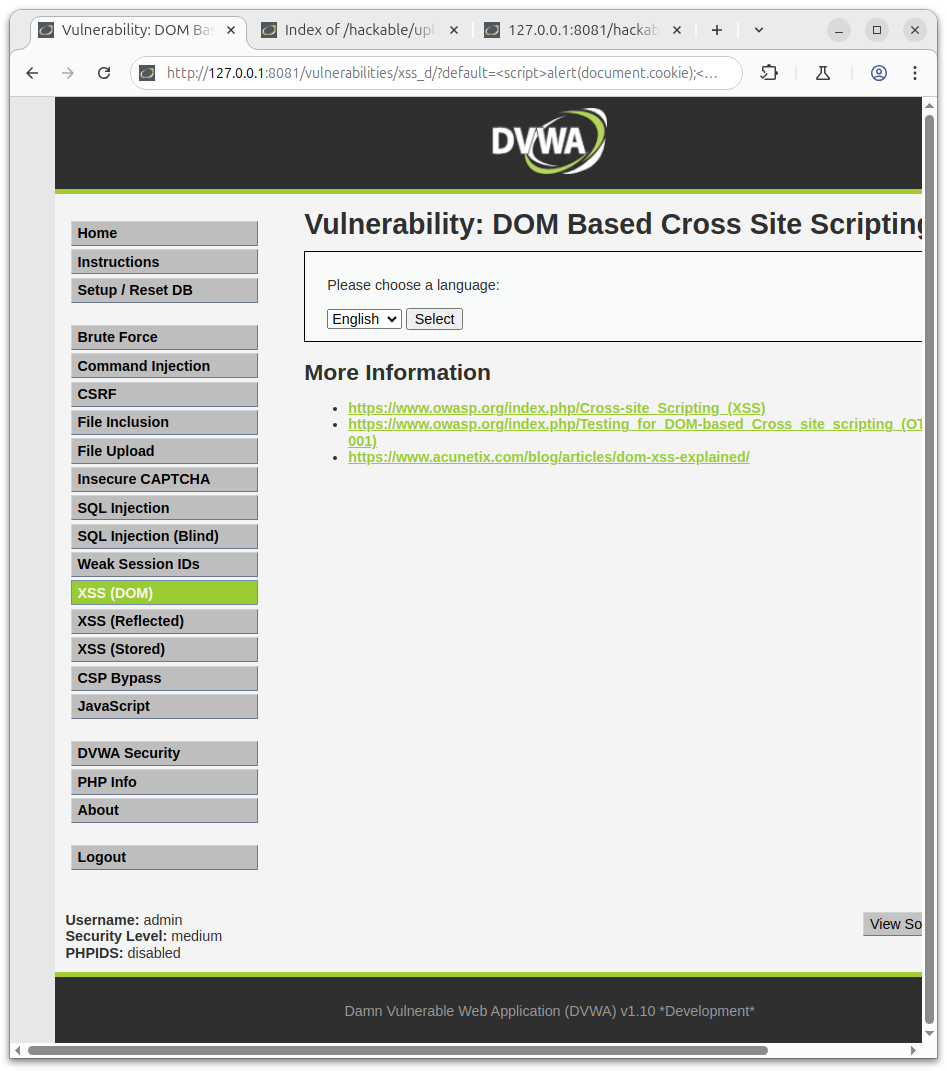 Vulnerability: DOM Ba
Index of /hackable/upl
127.0.0.1:8081/hackab
http://127.0.0.1:8081/vulnerabilities/xss_d/?default=<script>alert(document.cookie);<...
DVWA
Vulnerability: DOM Based Cross Site Scripting
Home
Instructions
Setup / Reset DB
Brute Force
Command Injection
CSRF
File Inclusion
File Upload
Insecure CAPTCHA
SQL Injection
SQL Injection (Blind)
Weak Session IDs
XSS (DOM)
XSS (Reflected)
XSS (Stored)
CSP Bypass
JavaScript
DVWA Security
PHP Info
About
Logout
Please choose a language:
English Select
More Information
• https://www.owasp.org/index.php/Cross-site_Scripting_(XSS)
• https://www.owasp.org/index.php/Testing_for_DOM-based_Cross_site_scripting_(OT
001)
• https://www.acunetix.com/blog/articles/dom-xss-explained/
Username: admin
Security Level: medium
PHPIDS: disabled
View So
Damn Vulnerable Web Application (DVWA) v1.10 *Development*